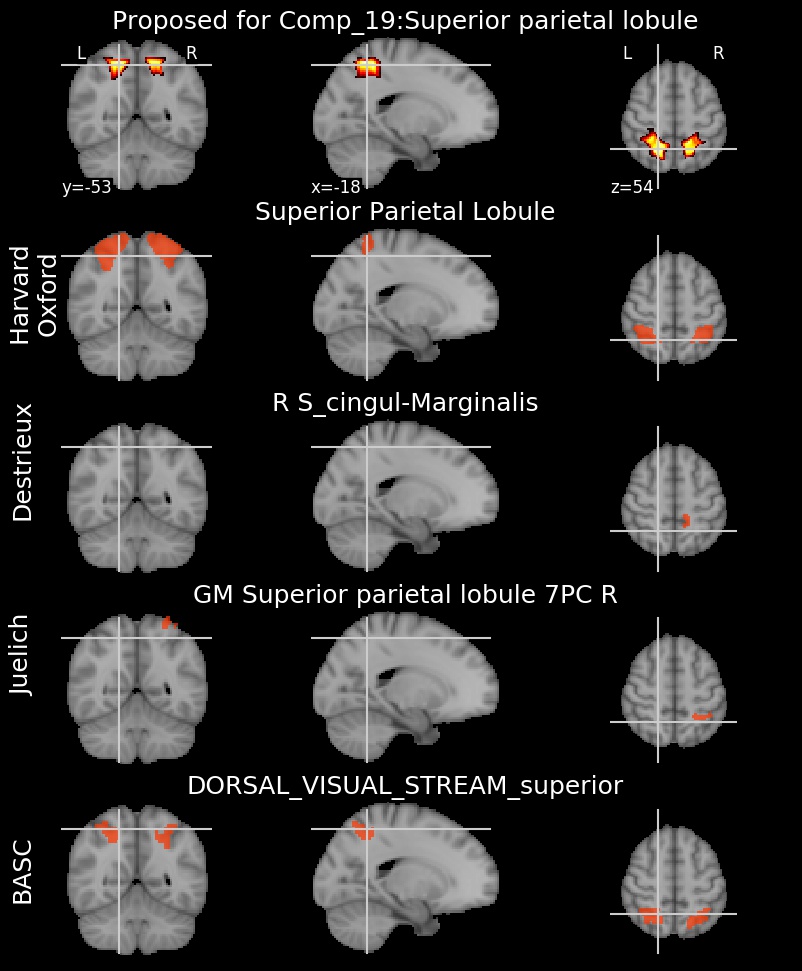 Proposed for Comp_19:Superior parietal lobule
L R
L R
y=-53
x=-18
z=54
Superior Parietal Lobule
Harvard
Oxford
R S_cingul-Marginalis
Destrieux
GM Superior parietal lobule 7PC R
Juelich
DORSAL_VISUAL_STREAM_superior
BASC